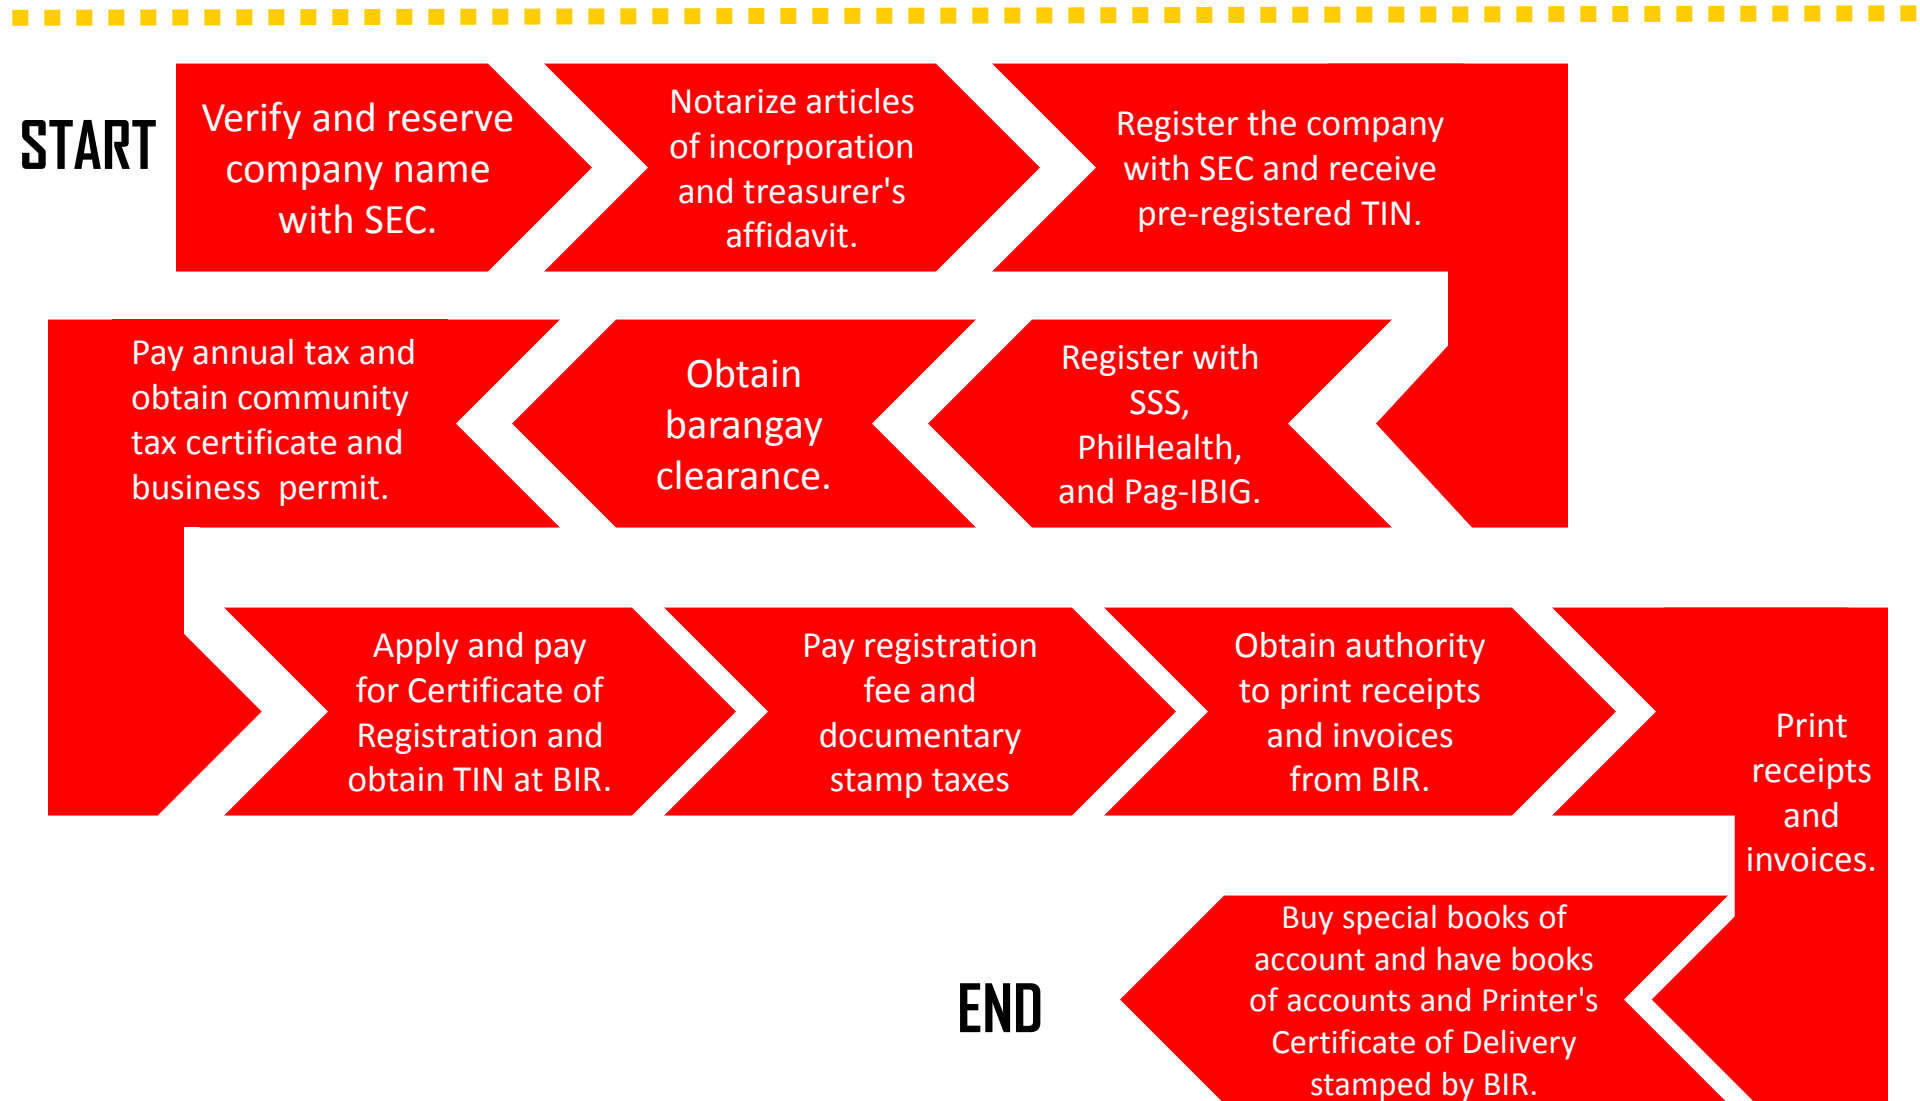 START
Verify and reserve
company name
with SEC.
Notarize articles
of incorporation
and treasurer's
affidavit.
Register the company
with SEC and receive
pre-registered TIN.
Register with
SSS,
PhilHealth,
and Pag-IBIG.
Obtain
barangay
clearance.
Pay annual tax and
obtain community
tax certificate and
business  permit.
Apply and pay
for Certificate of
Registration and
obtain TIN at BIR.
Pay registration
fee and
documentary
stamp taxes
Obtain authority
to print receipts
and invoices
from BIR.
Print
receipts
and
invoices.
Buy special books of
account and have books
of accounts and Printer's
Certificate of Delivery
stamped by BIR.
END